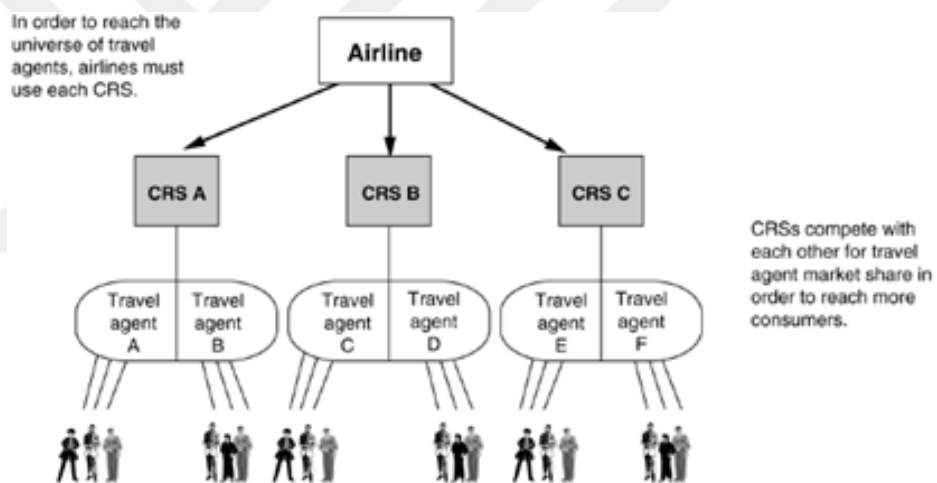 In order to reach the
universe of travel
agents, airlines must
use each CRS.
Airline
CRS A
CRS B
CRS C
CRSs compete with
each other for travel
agent market share in
order to reach more
consumers.
Travel
agent
A
Travel
agent
B
Travel
agent
C
Travel
agent
D
Travel
agent
E
Travel
agent
F